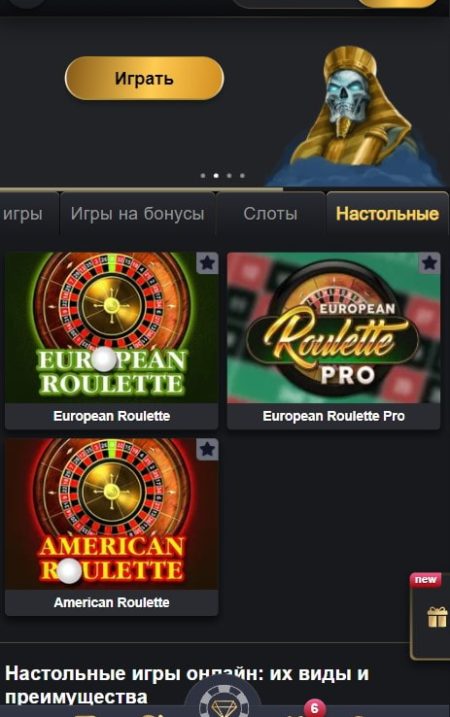 Играть
игры
Игры на бонусы
Слоты
Настольные
EUROPEAN
ROULETTE
European Roulette
EUROPEAN
Roulette
PRO
European Roulette Pro
AMERICAN
ROULETTE
American Roulette
new
Настольные игры онлайн: их виды и
преимущества
6